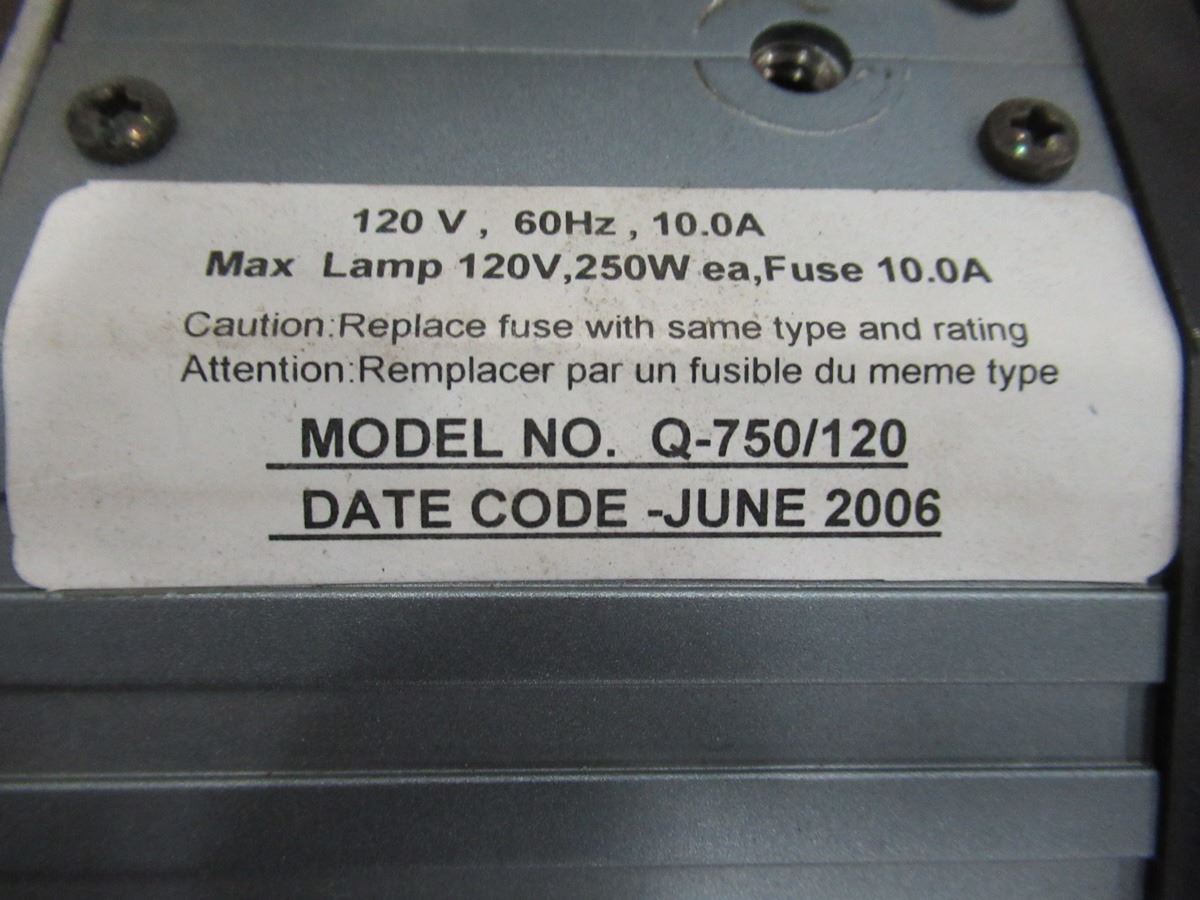 120 V , 60Hz , 10.0A
Max Lamp 120V,250W ea,Fuse 10.0A
Caution:Replace fuse with same type and rating
Attention:Remplacer par un fusible du meme type
MODEL NO. Q-750/120
DATE CODE -JUNE 2006